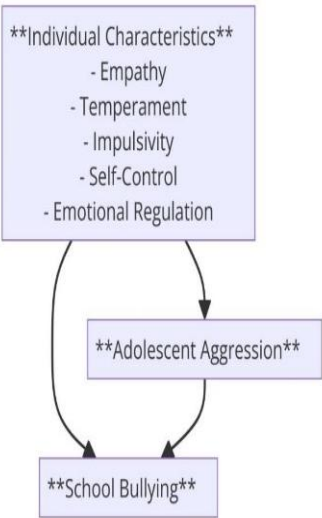 **Individual Characteristics**
- Empathy
- Temperament
- Impulsivity
- Self-Control
- Emotional Regulation
**Adolescent Aggression**
**School Bullying**